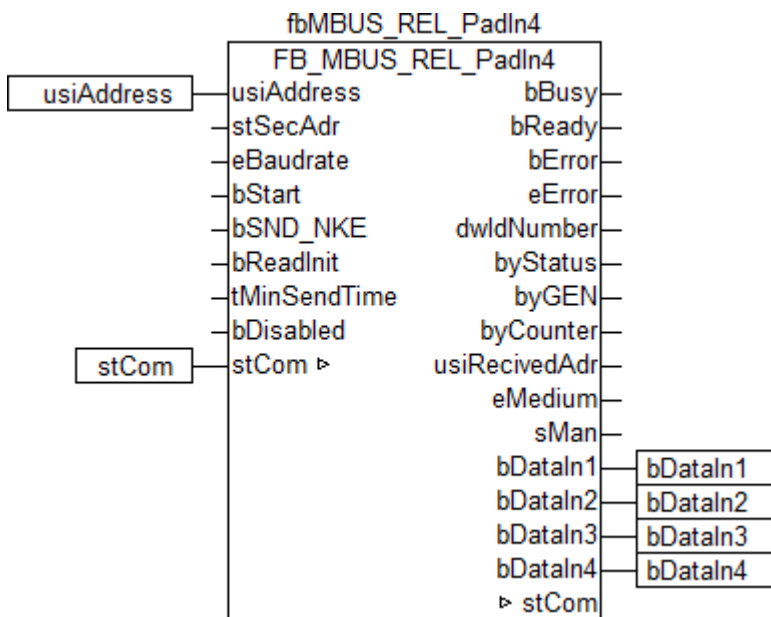 fbMBUS_REL_PadIn4
FB_MBUS_REL_PadIn4
usiAddress usiAddress bBusy
stSecAdr bReady
eBaudrate bError
bStart eError
bSND_NKE dwIdNumber
bReadInit byStatus
tMinSendTime byGEN
bDisabled byCounter
stCom stCom ▹ usiRecivedAdr
eMedium
sMan
bDataIn1 bDataIn1
bDataIn2 bDataIn2
bDataIn3 bDataIn3
bDataIn4 bDataIn4
▹ stCom